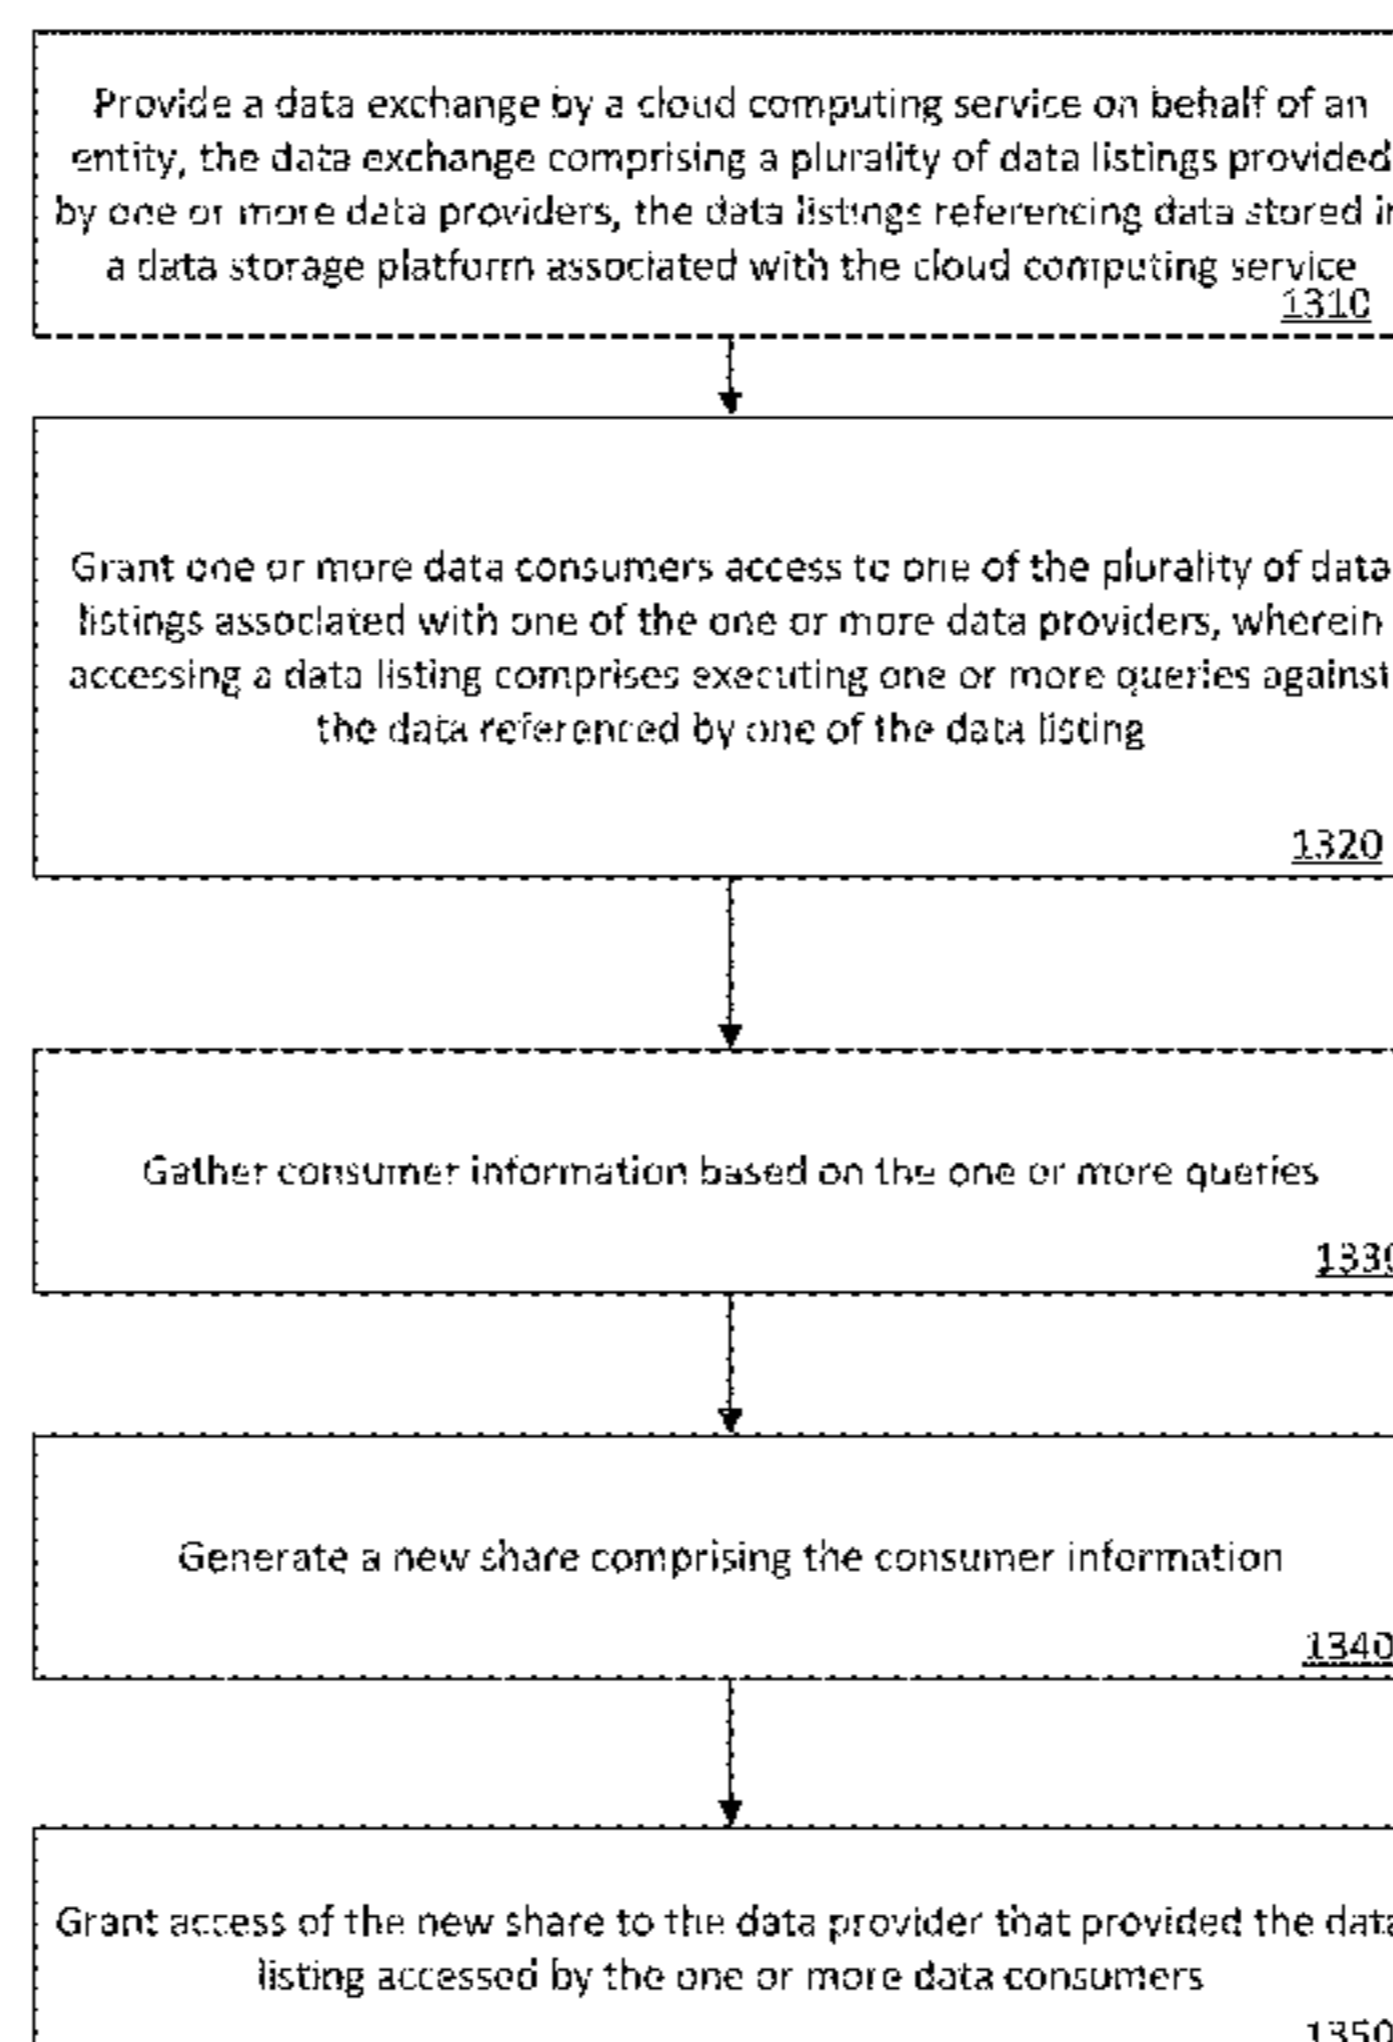 Provide a data exchange by a cloud computing service on behalf of an
entity, the data exchange comprising a plurality of data listings provided
by one or more data providers, the data listings referencing data stored in
a data storage platform associated with the cloud computing service
1310
Grant one or more data consumers access to one of the plurality of data
listings associated with one of the one or more data providers, wherein
accessing a data listing comprises executing one or more queries against
the data referenced by one of the data listing
1320
Gather consumer information based on the one or more queries
1330
Generate a new share comprising the consumer information
1340
Grant access of the new share to the data provider that provided the data
listing accessed by the one or more data consumers
1350